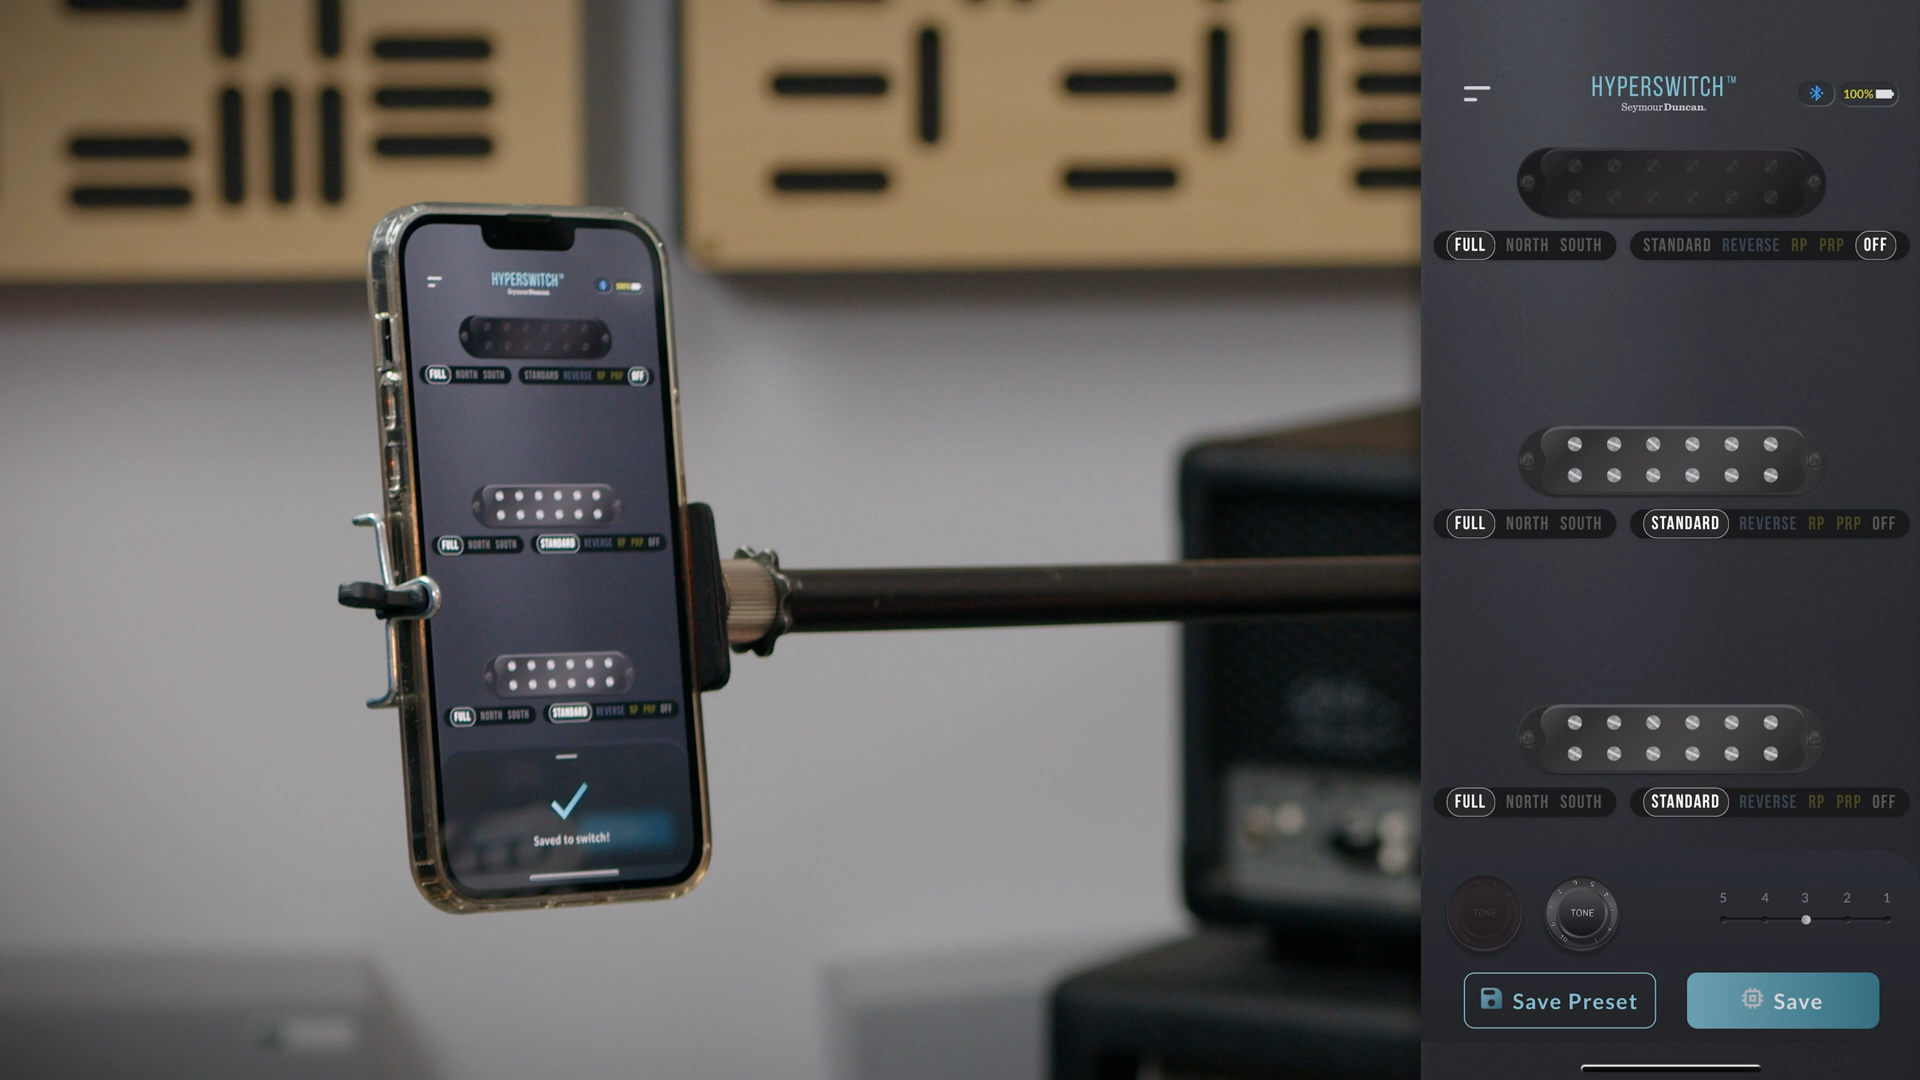 HYPERSWITCH™
Seymour Duncan
100%
FULL NORTH SOUTH STANDARD REVERSE RP PRP OFF
FULL NORTH SOUTH STANDARD REVERSE RP PRP OFF
FULL NORTH SOUTH STANDARD REVERSE RP PRP OFF
Saved to switch!
HYPERSWITCH™
Seymour Duncan.
100%
FULL NORTH SOUTH STANDARD REVERSE RP PRP OFF
FULL NORTH SOUTH STANDARD REVERSE RP PRP OFF
FULL NORTH SOUTH STANDARD REVERSE RP PRP OFF
TONE TONE 5 4 3 2 1
Save Preset Save